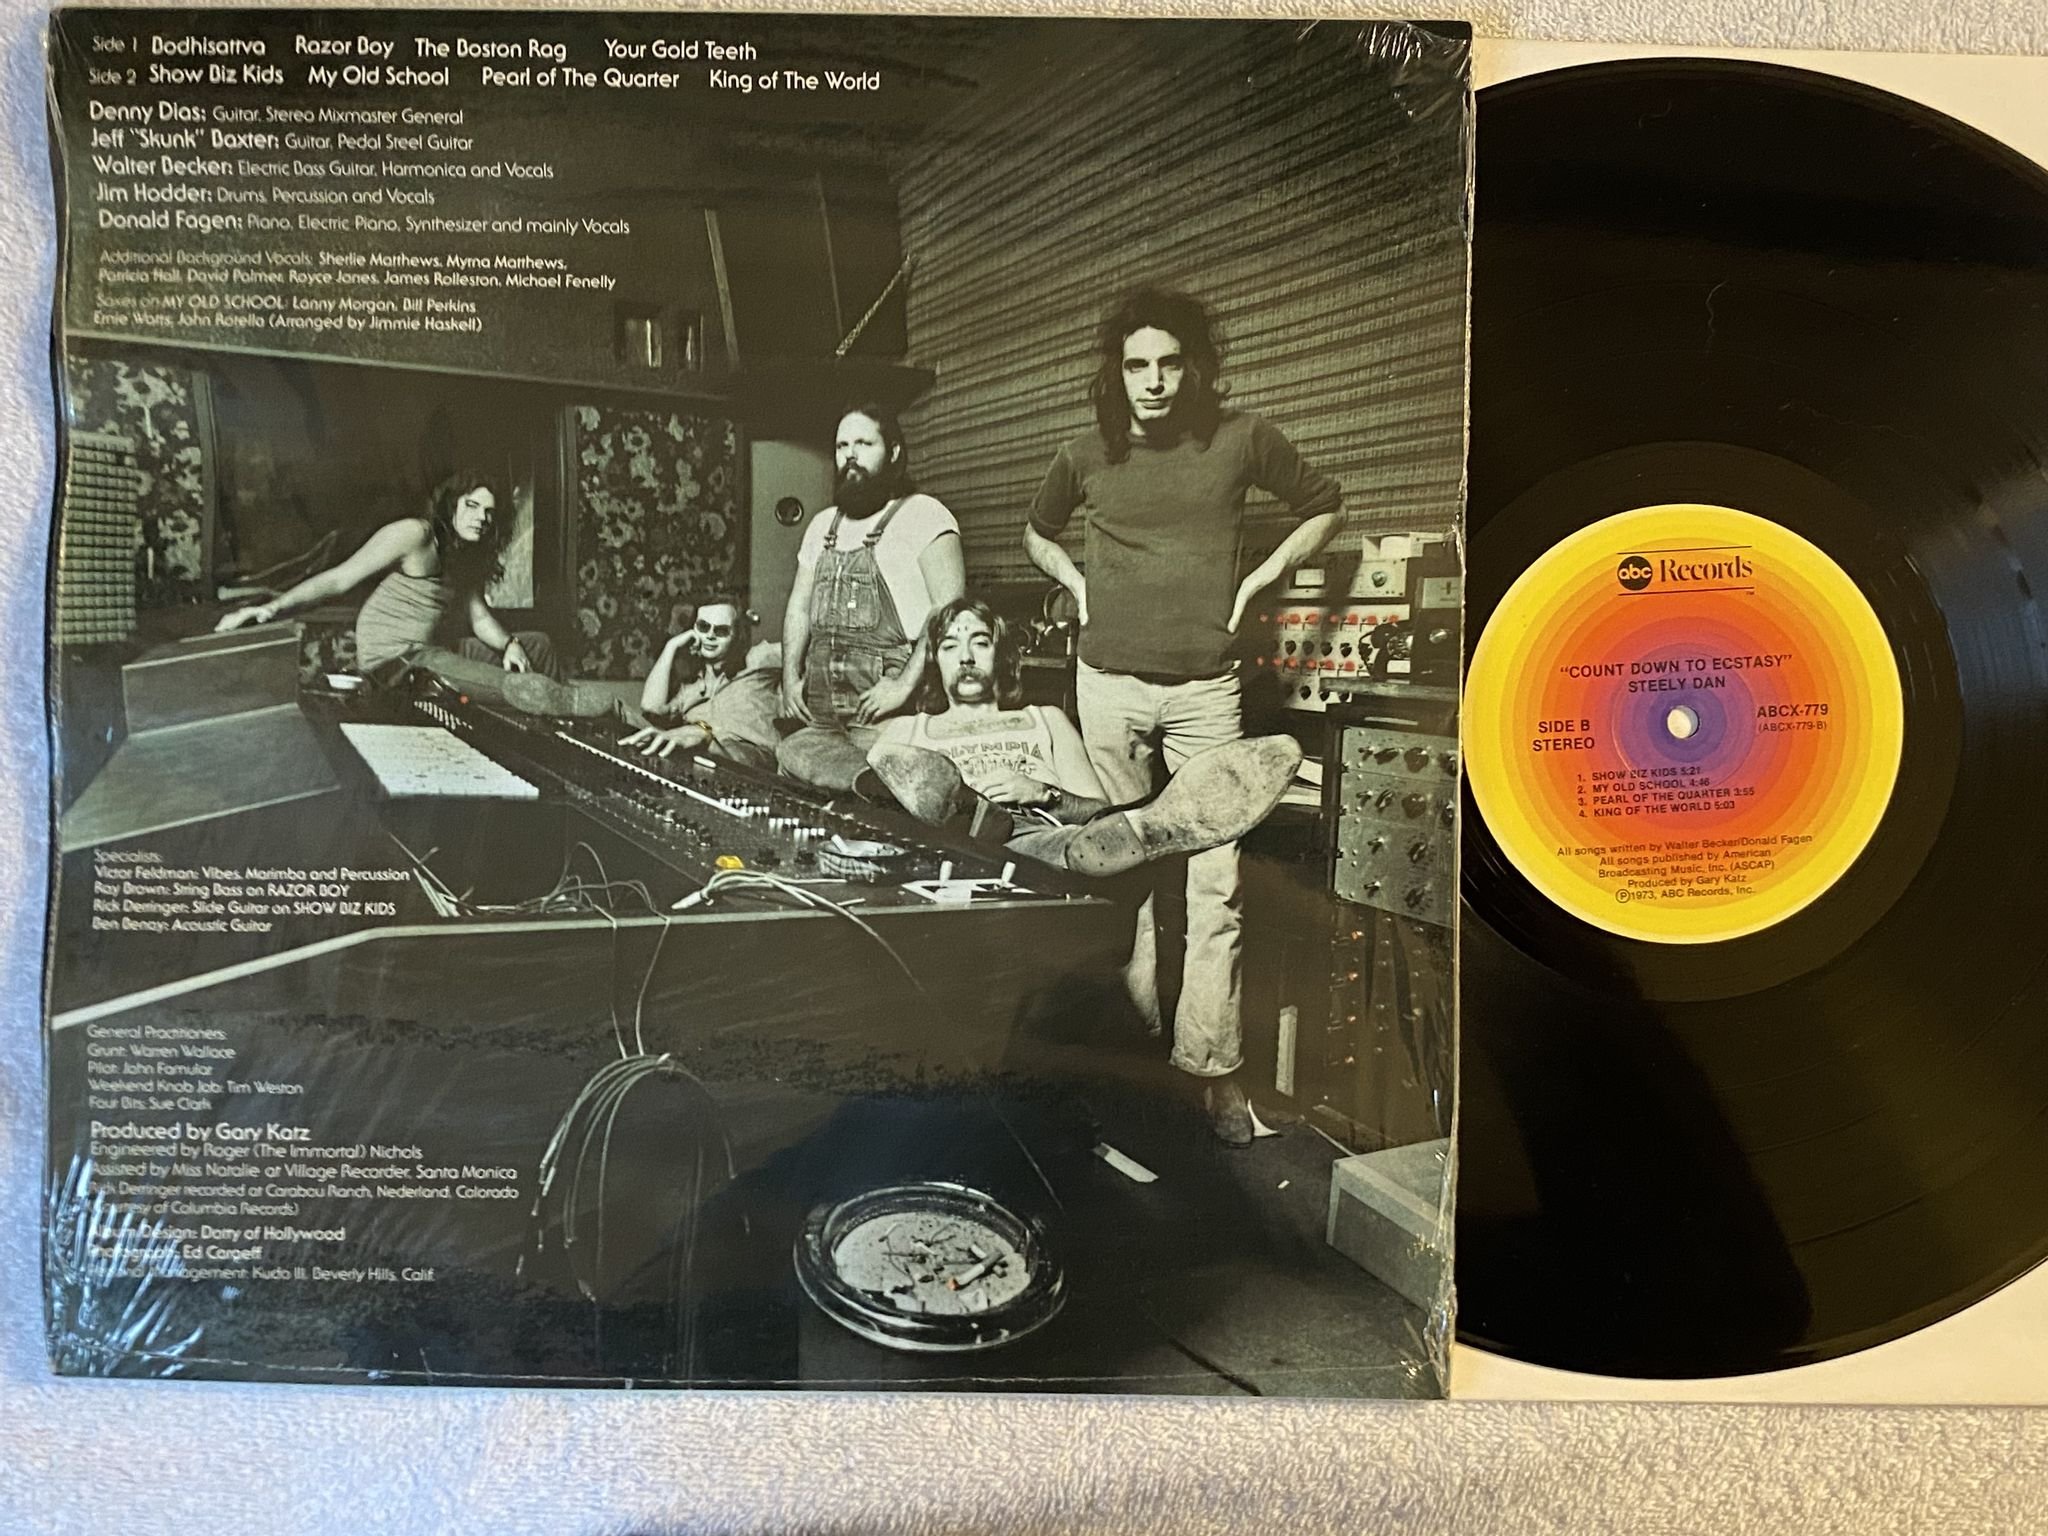 Side 1 Bodhisattva Razor Boy The Boston Rag Your Gold Teeth
Side 2 Show Biz Kids My Old School Pearl of The Quarter King of The World
Denny Dias: Guitar, Stereo Mixmaster General
Jeff "Skunk" Baxter: Guitar, Pedal Steel Guitar
Walter Becker: Electric Bass Guitar, Harmonica and Vocals
Jim Hodder: Drums, Percussion and Vocals
Donald Fagen: Piano, Electric Piano, Synthesizer and mainly Vocals
Additional Background Vocals: Sherlie Matthews, Myrna Matthews,
Patricia Hall, David Palmer, Royce Jones, James Rolleston, Michael Fenelly
Saxes on MY OLD SCHOOL: Lanny Morgan, Bill Perkins
Ernie Watts, John Rotella (Arranged by Jimmie Haskell)
OLYMPIA
Specialists:
Victor Feldman: Vibes, Marimba and Percussion
Ray Brown: String Bass on RAZOR BOY
Rick Derringer: Slide Guitar on SHOW BIZ KIDS
Ben Benay: Acoustic Guitar
General Practitioners:
Grunt: Warren Wallace
Pilot: John Famular
Weekend Knob Job: Tim Weston
Four Bits: Sue Clark
Produced by Gary Katz
Engineered by Roger (The Immortal) Nichols
Assisted by Miss Natalie at Village Recorder, Santa Monica
Rick Derringer recorded at Caribou Ranch, Nederland, Colorado
(Courtesy of Columbia Records)
Album Design: Dotty of Hollywood
Photograph: Ed Caraeff
Management: Kudo III, Beverly Hills, Calif.
abc Records TM
"COUNT DOWN TO ECSTASY"
STEELY DAN
SIDE B
STEREO
ABCX-779
(ABCX-779-B)
1. SHOW BIZ KIDS 5:21
2. MY OLD SCHOOL 4:46
3. PEARL OF THE QUARTER 3:55
4. KING OF THE WORLD 5:03
All songs written by Walter Becker/Donald Fagen
All songs published by American
Broadcasting Music, Inc. (ASCAP)
Produced by Gary Katz
Ⓟ1973, ABC Records, Inc.